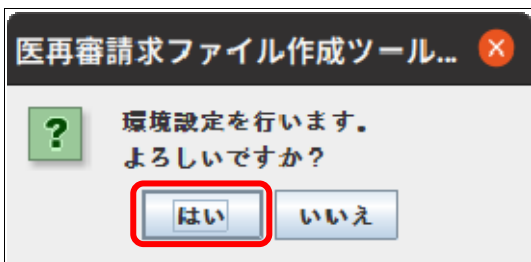 医再審請求ファイル作成ツール...
?
環境設定を行います。
よろしいですか？
はい
いいえ